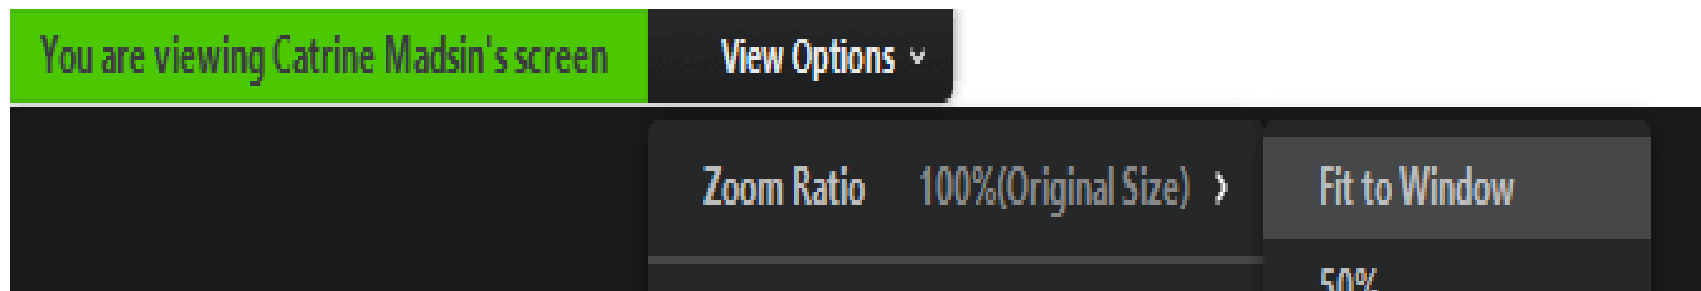 You are viewing Catrine Madsin's screen View Options
Zoom Ratio 100%(Original Size) Fit to Window
50%